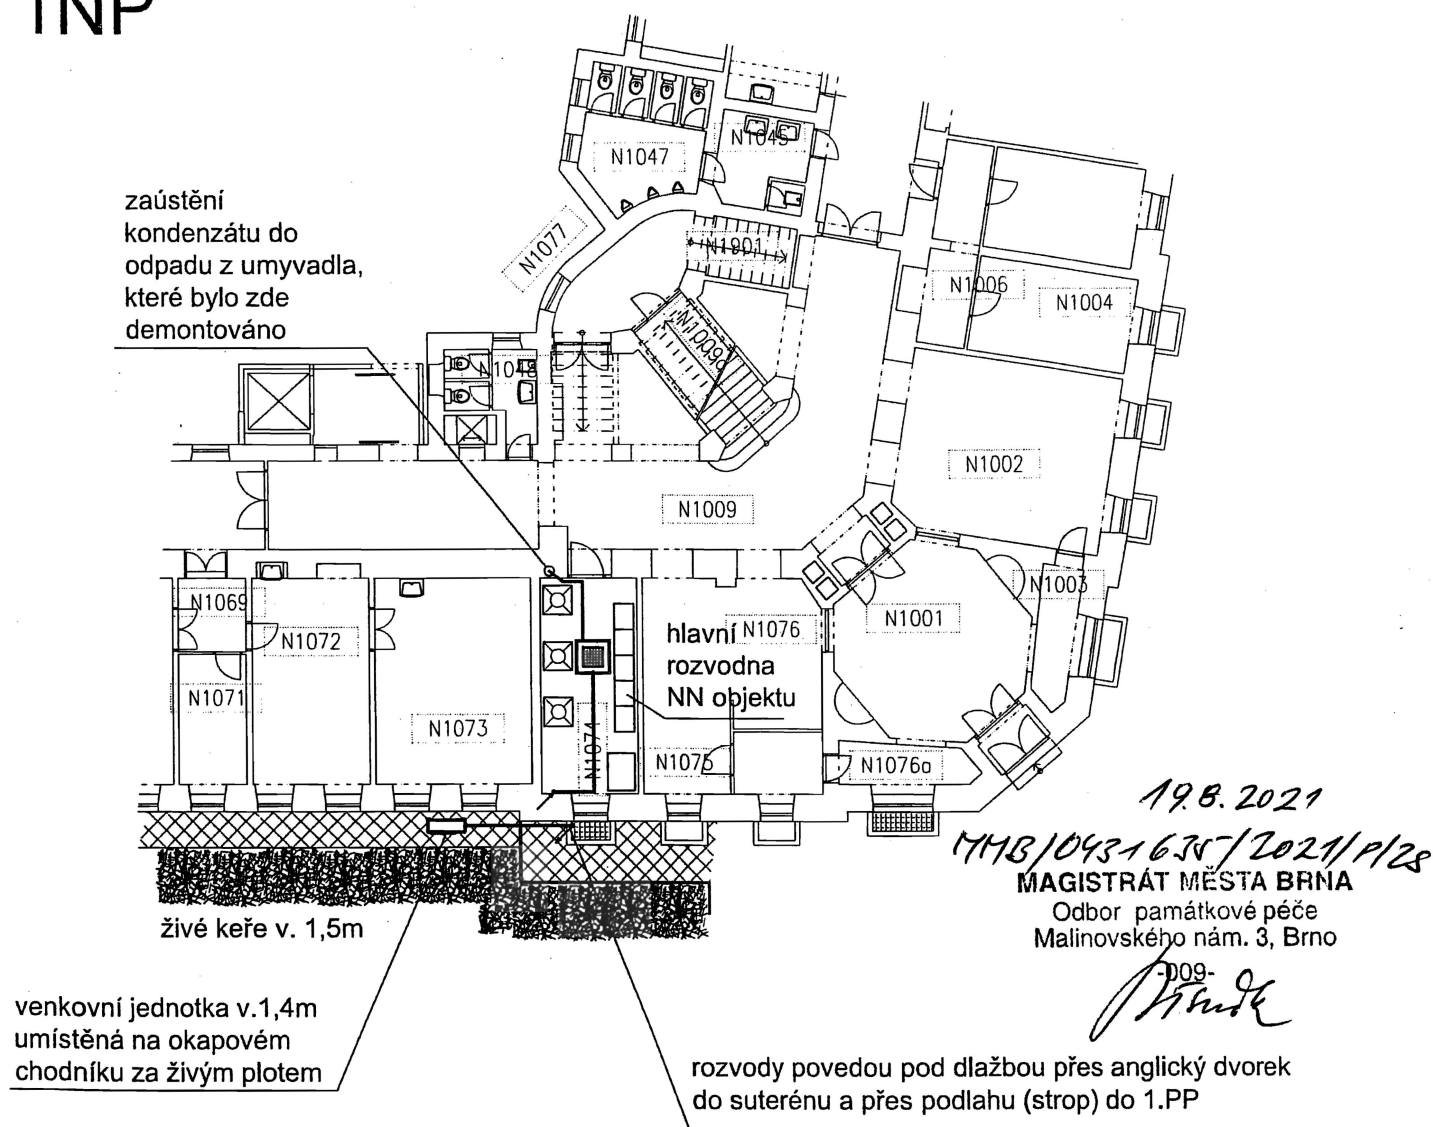 1NP
zaústění
kondenzátu do
odpadu z umyvadla,
které bylo zde
demontováno
N1047
N1045
N1077
N1901
N1006
N1004
N1009a
N1048
N1002
N1009
N1003
N1069
N1072
N1001
hlavní
rozvodna
NN objektu
N1076
N1071
N1073
N1074
N1075
N1076a
19.8.2021
MMB/0431635/2021/P/28
MAGISTRÁT MĚSTA BRNA
Odbor památkové péče
Malinovského nám. 3, Brno
-009-
živé keře v. 1,5m
venkovní jednotka v.1,4m
umístěná na okapovém
chodníku za živým plotem
rozvody povedou pod dlažbou přes anglický dvorek
do suterénu a přes podlahu (strop) do 1.PP